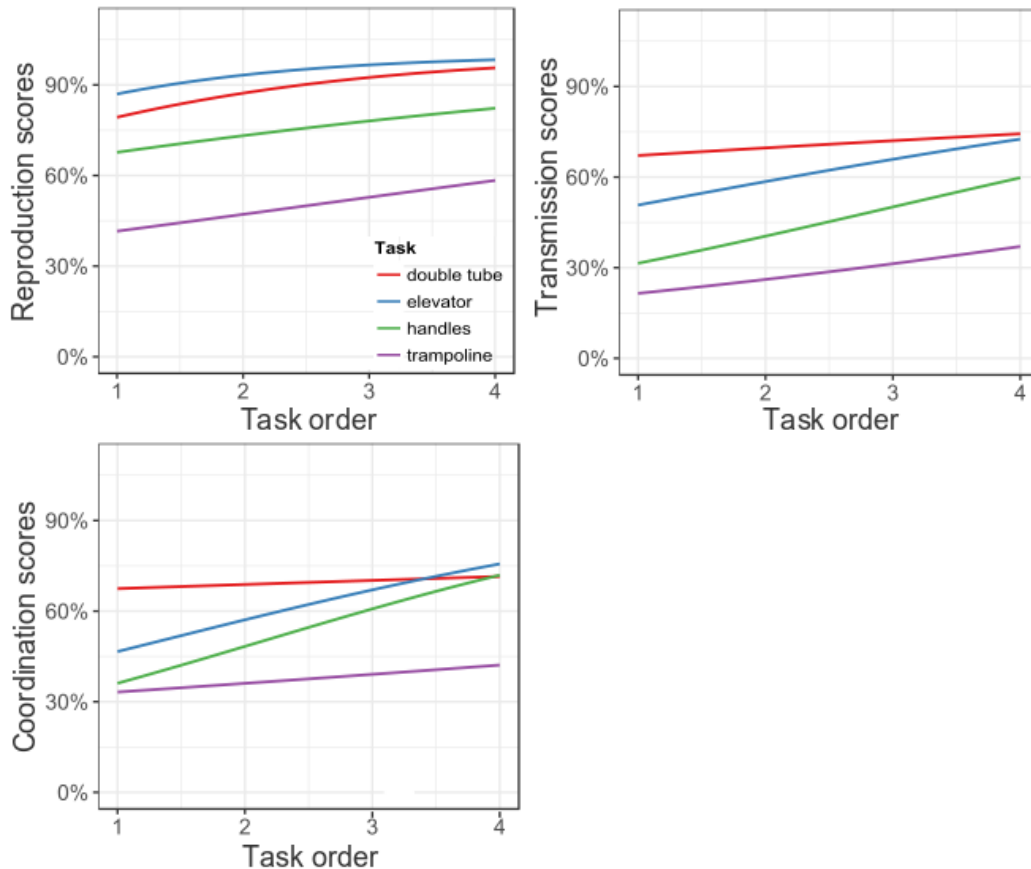 Reproduction scores
90%
60%
30%
0%
Task
double tube
elevator
handles
trampoline
1 2 3 4
Task order
Transmission scores
90%
60%
30%
0%
1 2 3 4
Task order
Coordination scores
90%
60%
30%
0%
1 2 3 4
Task order